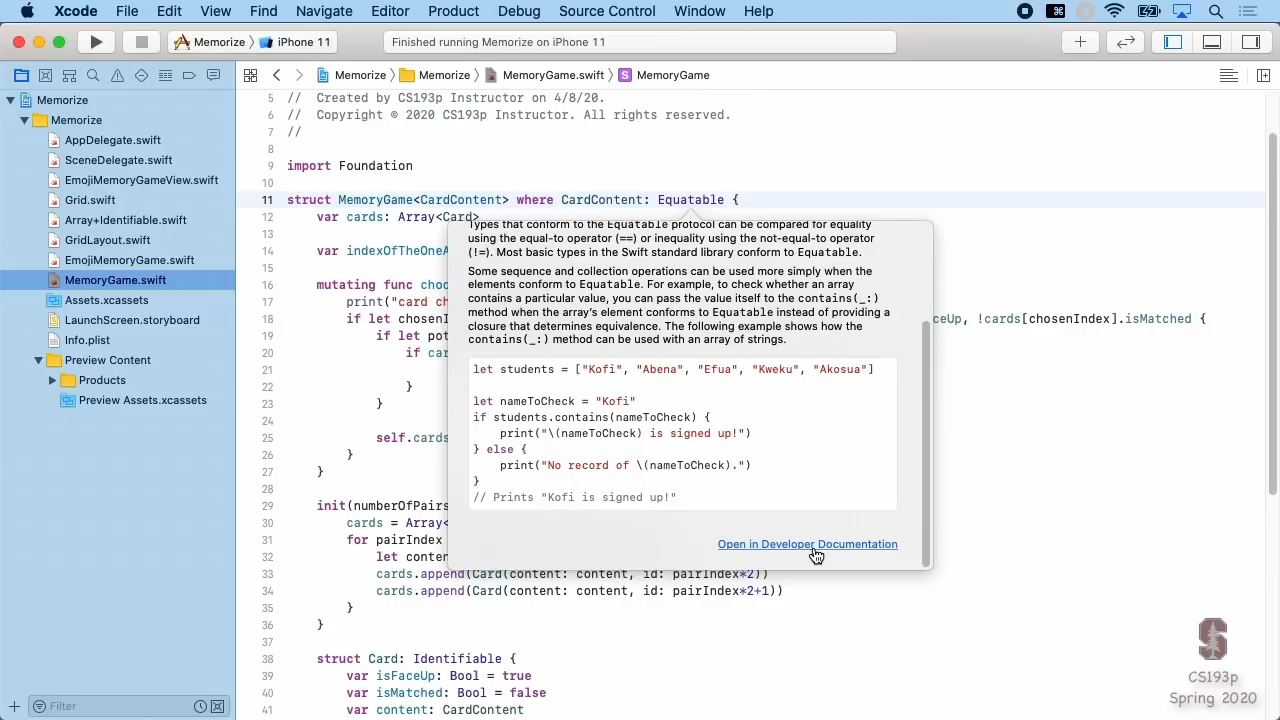 Xcode File Edit View Find Navigate Editor Product Debug Source Control Window Help
Memorize iPhone 11
Finished running Memorize on iPhone 11
Memorize Memorize MemoryGame.swift S MemoryGame
Memorize
Memorize
AppDelegate.swift
SceneDelegate.swift
EmojiMemoryGameView.swift
Grid.swift
Array+Identifiable.swift
GridLayout.swift
EmojiMemoryGame.swift
MemoryGame.swift
Assets.xcassets
LaunchScreen.storyboard
Info.plist
Preview Content
Products
Preview Assets.xcassets
Filter
5 // Created by CS193p Instructor on 4/8/20.
6 // Copyright © 2020 CS193p Instructor. All rights reserved.
7 //
8
9 import Foundation
10
11 struct MemoryGame<CardContent> where CardContent: Equatable {
12 var cards: Array<Card>
13
14 var indexOfTheOneA
15
16 mutating func choo
17 print("card ch
18 if let chosenI ceUp, !cards[chosenIndex].isMatched {
19 if let pot
20 if car
21
22 }
23 }
24
25 self.cards
26 }
27 }
28
29 init(numberOfPairs
30 cards = Array<
31 for pairIndex
32 let conten
33 cards.append(Card(content: content, id: pairIndex*2))
34 cards.append(Card(content: content, id: pairIndex*2+1))
35 }
36 }
37
38 struct Card: Identifiable {
39 var isFaceUp: Bool = true
40 var isMatched: Bool = false
41 var content: CardContent
Types that conform to the Equatable protocol can be compared for equality
using the equal-to operator (==) or inequality using the not-equal-to operator
(!=). Most basic types in the Swift standard library conform to Equatable.
Some sequence and collection operations can be used more simply when the
elements conform to Equatable. For example, to check whether an array
contains a particular value, you can pass the value itself to the contains(_:)
method when the array's element conforms to Equatable instead of providing a
closure that determines equivalence. The following example shows how the
contains(_:) method can be used with an array of strings.
let students = ["Kofi", "Abena", "Efua", "Kweku", "Akosua"]
let nameToCheck = "Kofi"
if students.contains(nameToCheck) {
print("\(nameToCheck) is signed up!")
} else {
print("No record of \(nameToCheck).")
}
// Prints "Kofi is signed up!"
Open in Developer Documentation
S
CS193p
Spring 2020